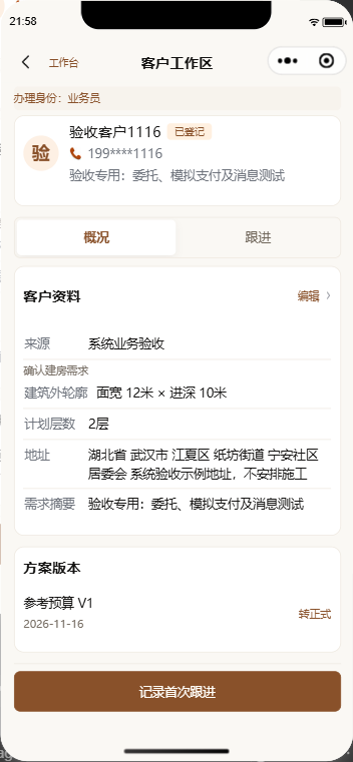 21:58
工作台
客户工作区
办理身份：业务员
验
验收客户1116 已登记
199****1116
验收专用：委托、模拟支付及消息测试
概况 跟进
客户资料 编辑
来源 系统业务验收
确认建房需求
建筑外轮廓 面宽 12米 × 进深 10米
计划层数 2层
地址 湖北省 武汉市 江夏区 纸坊街道 宁安社区
居委会 系统验收示例地址，不安排施工
需求摘要 验收专用：委托、模拟支付及消息测试
方案版本
参考预算 V1
2026-11-16
转正式
记录首次跟进